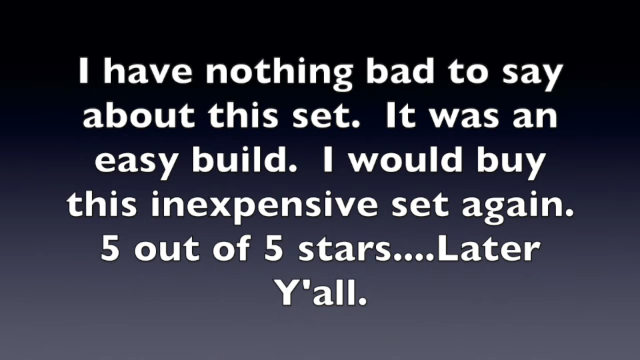 I have nothing bad to say
about this set.  It was an
easy build.  I would buy
this inexpensive set again.
5 out of 5 stars....Later
Y'all.